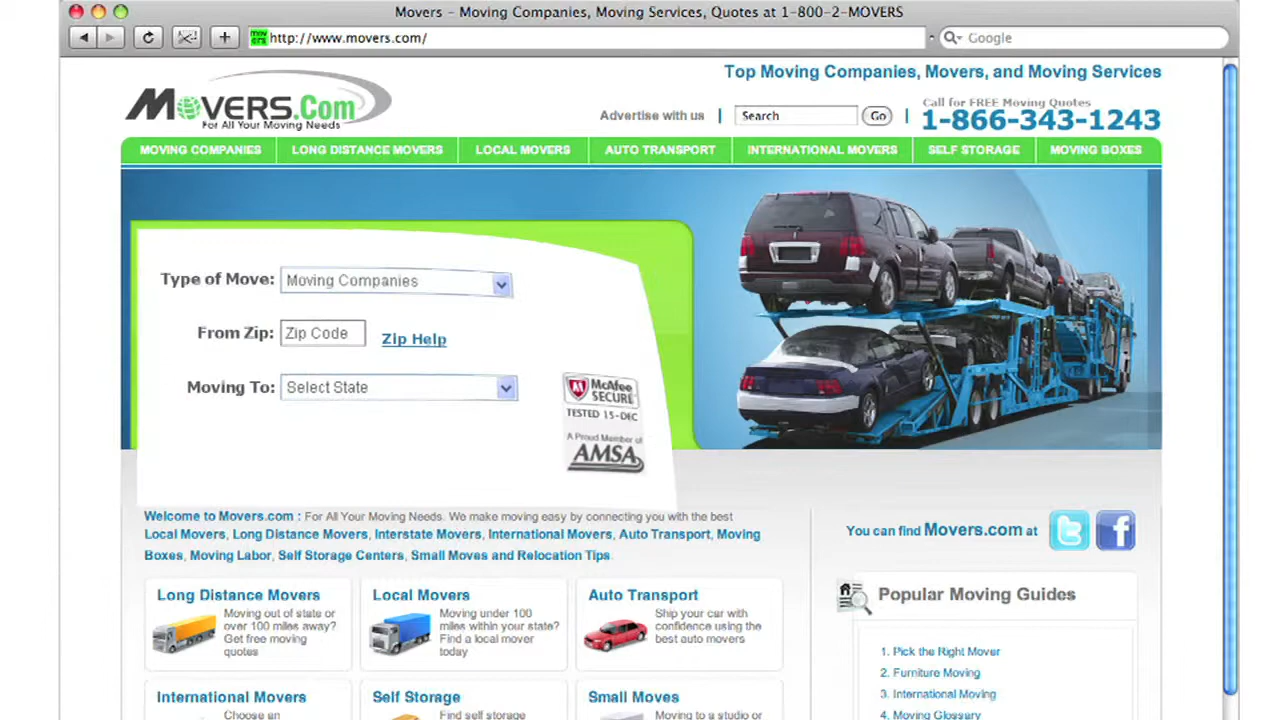 Movers - Moving Companies, Moving Services, Quotes at 1-800-2-MOVERS
http://www.movers.com/
Google
Top Moving Companies, Movers, and Moving Services
MOVERS.Com
For All Your Moving Needs
Advertise with us
Search
Go
Call for FREE Moving Quotes
1-866-343-1243
MOVING COMPANIES
LONG DISTANCE MOVERS
LOCAL MOVERS
AUTO TRANSPORT
INTERNATIONAL MOVERS
SELF STORAGE
MOVING BOXES
Type of Move: Moving Companies
From Zip: Zip Code Zip Help
Moving To: Select State
McAfee
SECURE
TESTED 15-DEC
A Proud Member of
AMSA
Welcome to Movers.com : For All Your Moving Needs. We make moving easy by connecting you with the best
Local Movers, Long Distance Movers, Interstate Movers, International Movers, Auto Transport, Moving
Boxes, Moving Labor, Self Storage Centers, Small Moves and Relocation Tips
You can find Movers.com at
Long Distance Movers
Moving out of state or
over 100 miles away?
Get free moving
quotes
Local Movers
Moving under 100
miles within your state?
Find a local mover
today
Auto Transport
Ship your car with
confidence using the
best auto movers
Popular Moving Guides
1. Pick the Right Mover
2. Furniture Moving
3. International Moving
4. Moving Glossary
International Movers
Choose an
Self Storage
Find self storage
Small Moves
Moving to a studio or